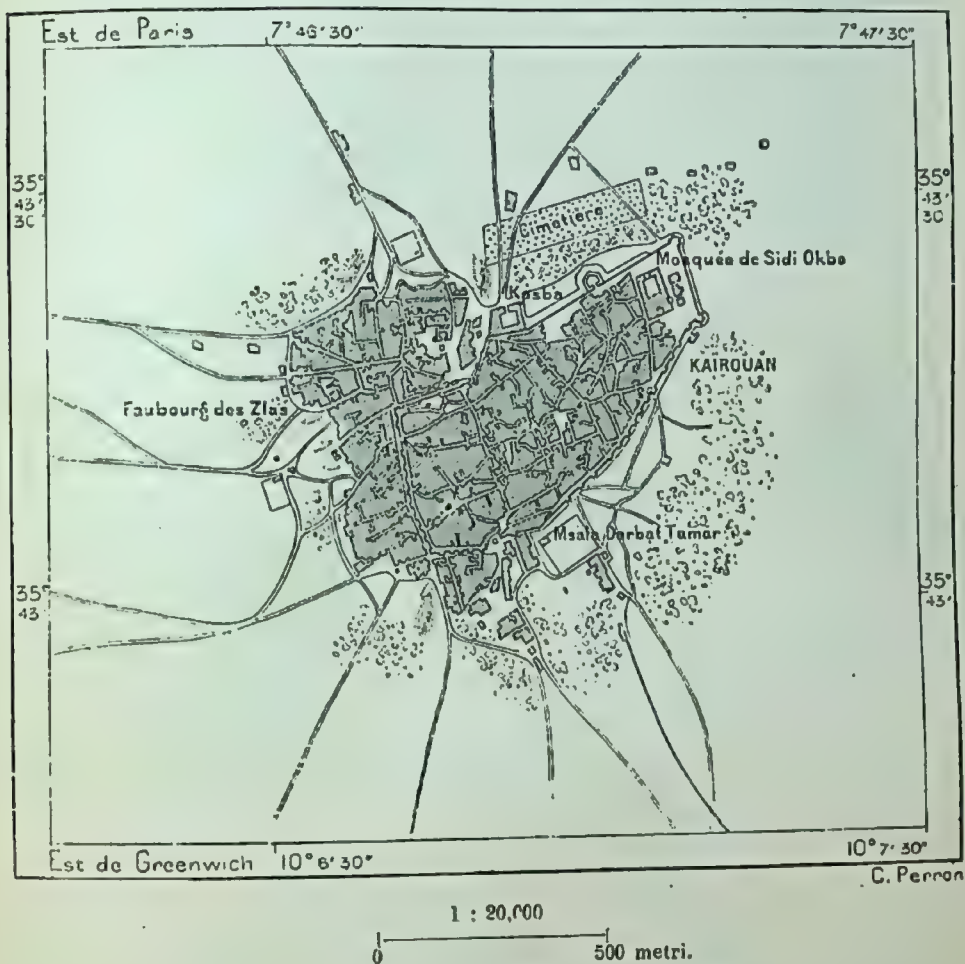 Est de Paris
7° 46' 30"
7° 47' 30"
35°
43'
30
35°
43'
30
Cimetière
Mosquée de Sidi Okba
Kasba
KAIROUAN
Faubourg des Zlas
Msala Darbat Tamar
35°
43'
35°
43'
Est de Greenwich
10° 6' 30"
10° 7' 30"
C. Perron
1 : 20,000
0
500 metri.